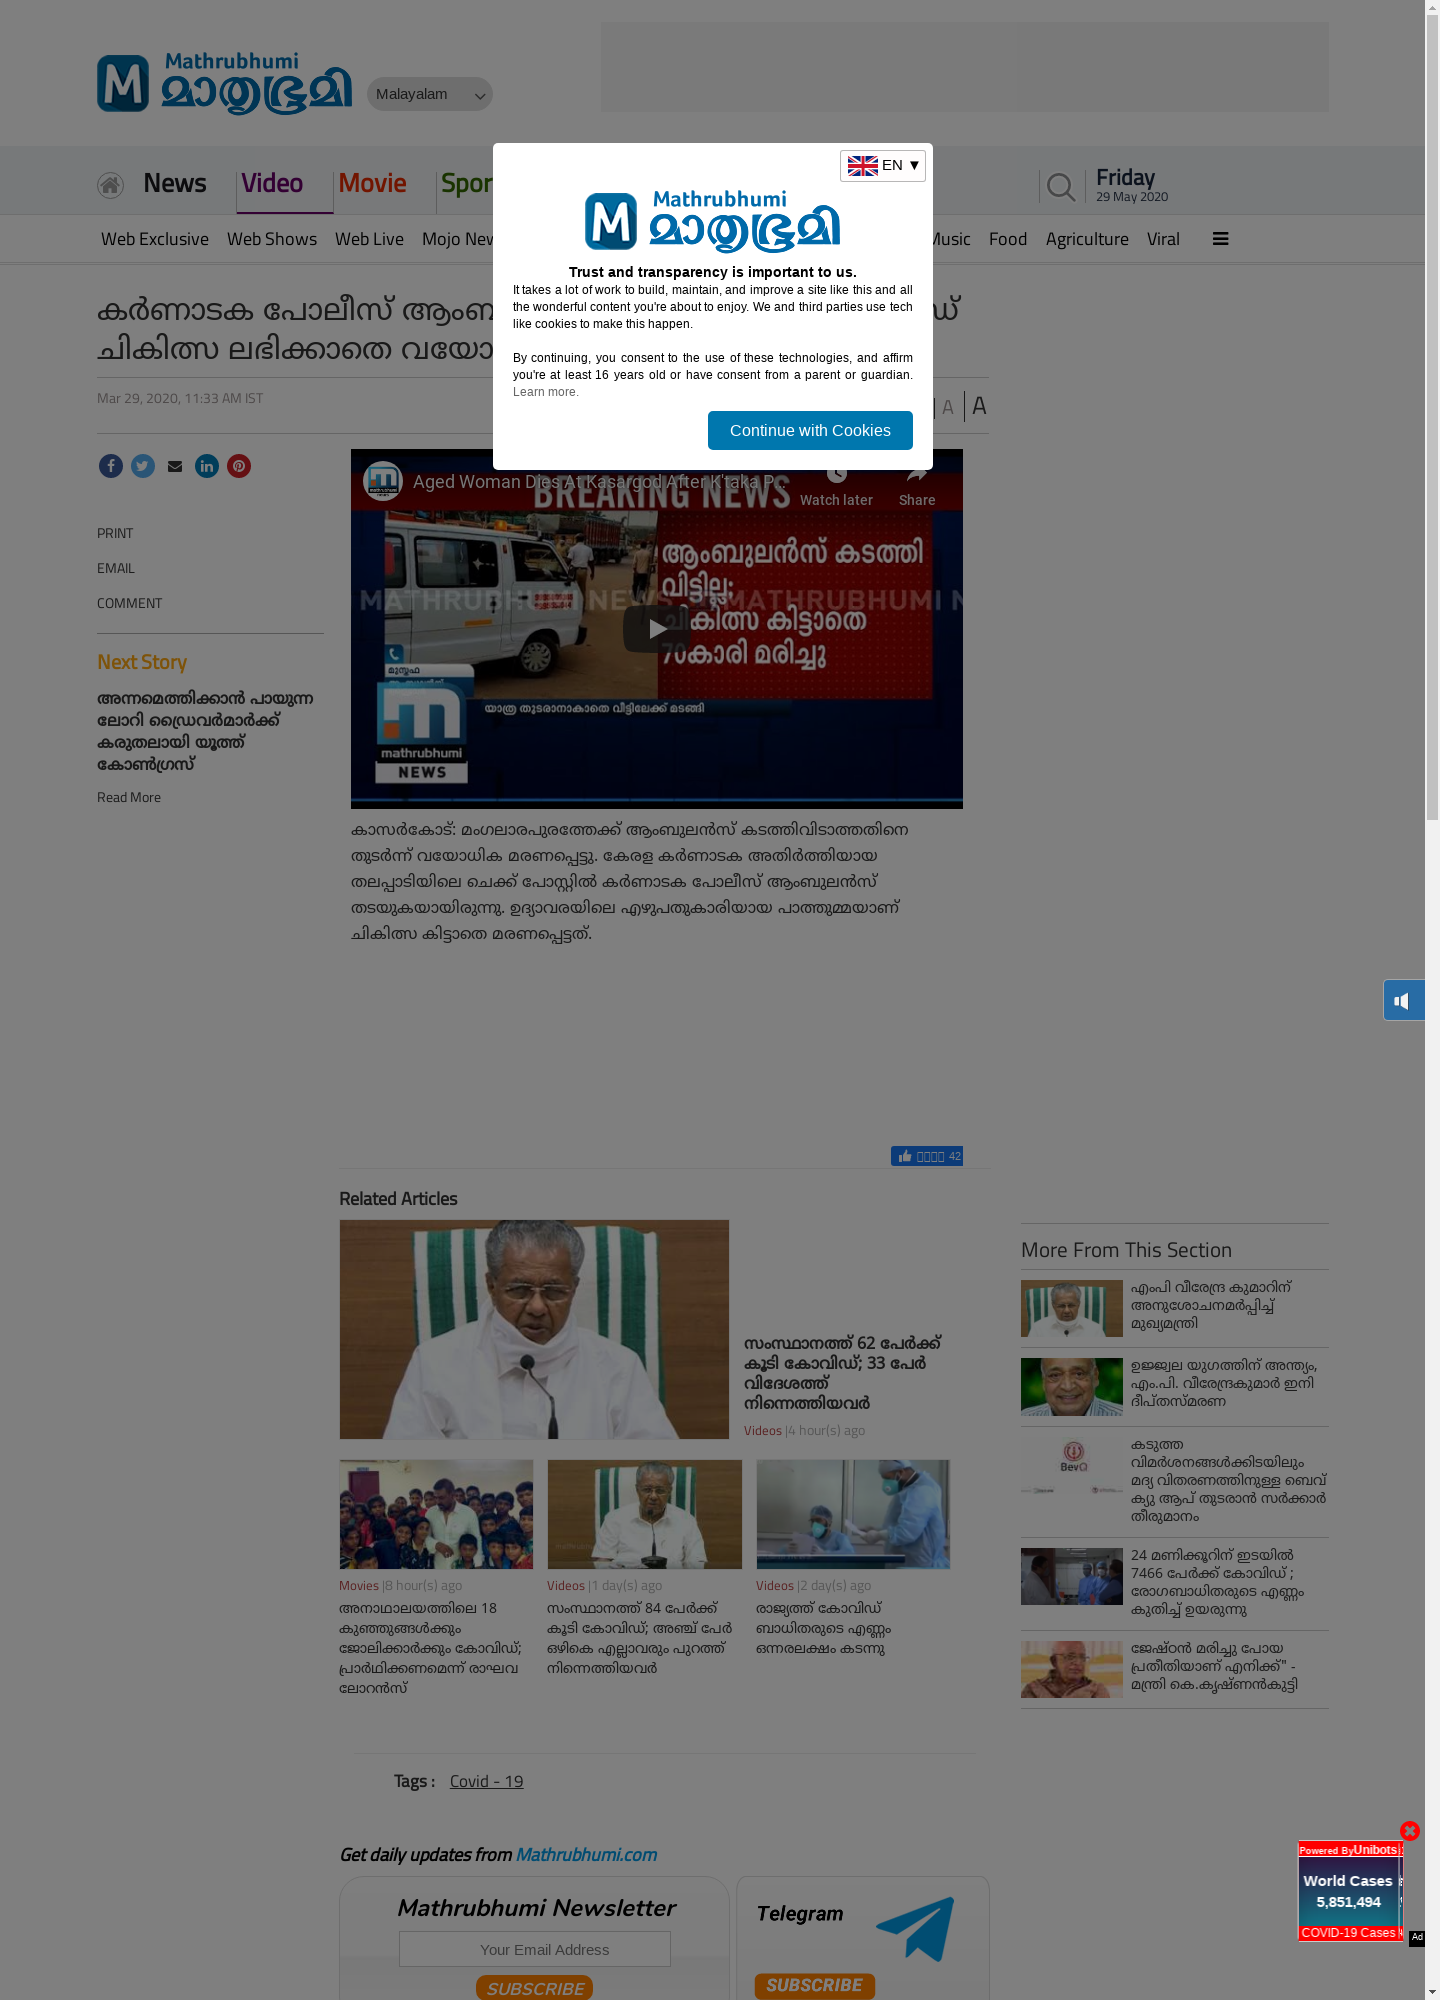 Mathrubhumi
മാതൃഭൂമി
Malayalam
EN ▼
News
Video
Movie
Spor
Friday
29 May 2020
Web Exclusive
Web Shows
Web Live
Mojo New
Music
Food
Agriculture
Viral
Mathrubhumi
മാതൃഭൂമി
Trust and transparency is important to us.
It takes a lot of work to build, maintain, and improve a site like this and all
the wonderful content you're about to enjoy. We and third parties use tech
like cookies to make this happen.
By continuing, you consent to the use of these technologies, and affirm
you're at least 16 years old or have consent from a parent or guardian.
Learn more.
Continue with Cookies
കർണാടക പോലീസ്
ചികിത്സ ലഭിക്കാതെ
Mar 29, 2020, 11:33 AM IST
A A
PRINT
EMAIL
COMMENT
Next Story
അന്നമെത്തിക്കാൻ പായുന്ന
ലോറി ഡ്രൈവർമാർക്ക്
കരുതലായി യൂത്ത്
കോൺഗ്രസ്
Read More
Aged Woman Dies At Kasargod After K'taka P...
Watch later
Share
BREAKING NEWS
ആംബുലൻസ് കടത്തി
വിട്ടില്ല;
ചികിത്സ കിട്ടാതെ
70കാരി മരിച്ചു
MATHRUBHUMI NEWS MATHRUBHUMI N
മുസ്തഫ
യാത്ര തുടരാനാകാതെ വീട്ടിലേക്ക് മടങ്ങി
mathrubhumi
NEWS
കാസർകോട്: മംഗലാരപുരത്തേക്ക് ആംബുലൻസ് കടത്തിവിടാത്തതിനെ
തുടർന്ന് വയോധിക മരണപ്പെട്ടു. കേരള കർണാടക അതിർത്തിയായ
തലപ്പാടിയിലെ ചെക്ക് പോസ്റ്റിൽ കർണാടക പോലീസ് ആംബുലൻസ്
തടയുകയായിരുന്നു. ഉദ്യാവരയിലെ എഴുപതുകാരിയായ പാത്തുമ്മയാണ്
ചികിത്സ കിട്ടാതെ മരണപ്പെട്ടത്.
42
Related Articles
സംസ്ഥാനത്ത് 62 പേർക്ക്
കൂടി കോവിഡ്; 33 പേർ
വിദേശത്ത്
നിന്നെത്തിയവർ
Videos |4 hour(s) ago
Movies |8 hour(s) ago
അനാഥാലയത്തിലെ 18
കുഞ്ഞുങ്ങൾക്കും
ജോലിക്കാർക്കും കോവിഡ്;
പ്രാർഥിക്കണമെന്ന് രാഘവ
ലോറൻസ്
Videos |1 day(s) ago
സംസ്ഥാനത്ത് 84 പേർക്ക്
കൂടി കോവിഡ്; അഞ്ച് പേർ
ഒഴികെ എല്ലാവരും പുറത്ത്
നിന്നെത്തിയവർ
Videos |2 day(s) ago
രാജ്യത്ത് കോവിഡ്
ബാധിതരുടെ എണ്ണം
ഒന്നരലക്ഷം കടന്നു
More From This Section
എംപി വീരേന്ദ്ര കുമാറിന്
അനുശോചനമർപ്പിച്ച്
മുഖ്യമന്ത്രി
ഉജ്ജ്വല യുഗത്തിന് അന്ത്യം,
എം.പി. വീരേന്ദ്രകുമാർ ഇനി
ദീപ്തസ്മരണ
BevQ
കടുത്ത
വിമർശനങ്ങൾക്കിടയിലും
മദ്യ വിതരണത്തിനുള്ള ബെവ്
ക്യു ആപ് തുടരാൻ സർക്കാർ
തീരുമാനം
24 മണിക്കൂറിന് ഇടയിൽ
7466 പേർക്ക് കോവിഡ് ;
രോഗബാധിതരുടെ എണ്ണം
കുതിച്ച് ഉയരുന്നു
ജേഷ്ഠൻ മരിച്ചു പോയ
പ്രതീതിയാണ് എനിക്ക്" -
മന്ത്രി കെ.കൃഷ്ണൻകുട്ടി
Tags : Covid - 19
Get daily updates from Mathrubhumi.com
Mathrubhumi Newsletter
Your Email Address
SUBSCRIBE
Telegram
SUBSCRIBE
Powered By Unibots
World Cases
5,851,494
COVID-19 Cases
Ad